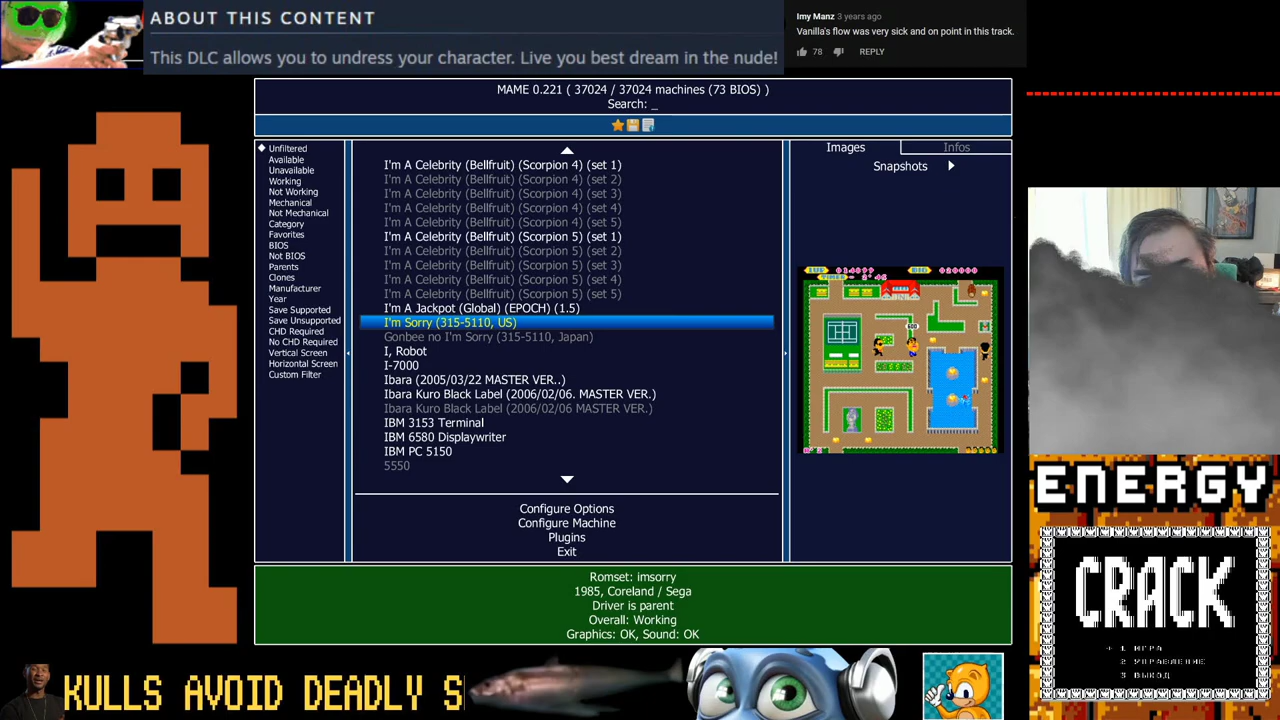 ABOUT THIS CONTENT
This DLC allows you to undress your character. Live you best dream in the nude!
Imy Manz 3 years ago
Vanilla's flow was very sick and on point in this track.
78 REPLY
MAME 0.221 ( 37024 / 37024 machines (73 BIOS) )
Search: _
Unfiltered
Available
Unavailable
Working
Not Working
Mechanical
Not Mechanical
Category
Favorites
BIOS
Not BIOS
Parents
Clones
Manufacturer
Year
Save Supported
Save Unsupported
CHD Required
No CHD Required
Vertical Screen
Horizontal Screen
Custom Filter
I'm A Celebrity (Bellfruit) (Scorpion 4) (set 1)
I'm A Celebrity (Bellfruit) (Scorpion 4) (set 2)
I'm A Celebrity (Bellfruit) (Scorpion 4) (set 3)
I'm A Celebrity (Bellfruit) (Scorpion 4) (set 4)
I'm A Celebrity (Bellfruit) (Scorpion 4) (set 5)
I'm A Celebrity (Bellfruit) (Scorpion 5) (set 1)
I'm A Celebrity (Bellfruit) (Scorpion 5) (set 2)
I'm A Celebrity (Bellfruit) (Scorpion 5) (set 3)
I'm A Celebrity (Bellfruit) (Scorpion 5) (set 4)
I'm A Celebrity (Bellfruit) (Scorpion 5) (set 5)
I'm A Jackpot (Global) (EPOCH) (1.5)
I'm Sorry (315-5110, US)
Gonbee no I'm Sorry (315-5110, Japan)
I, Robot
I-7000
Ibara (2005/03/22 MASTER VER..)
Ibara Kuro Black Label (2006/02/06. MASTER VER.)
Ibara Kuro Black Label (2006/02/06 MASTER VER.)
IBM 3153 Terminal
IBM 6580 Displaywriter
IBM PC 5150
5550
Configure Options
Configure Machine
Plugins
Exit
Images
Infos
Snapshots
Romset: imsorry
1985, Coreland / Sega
Driver is parent
Overall: Working
Graphics: OK, Sound: OK
ENERGY
CRACK
1 ИГРА
2 УПРАВЛЕНИЕ
3 ВЫХОД
KULLS AVOID DEADLY S